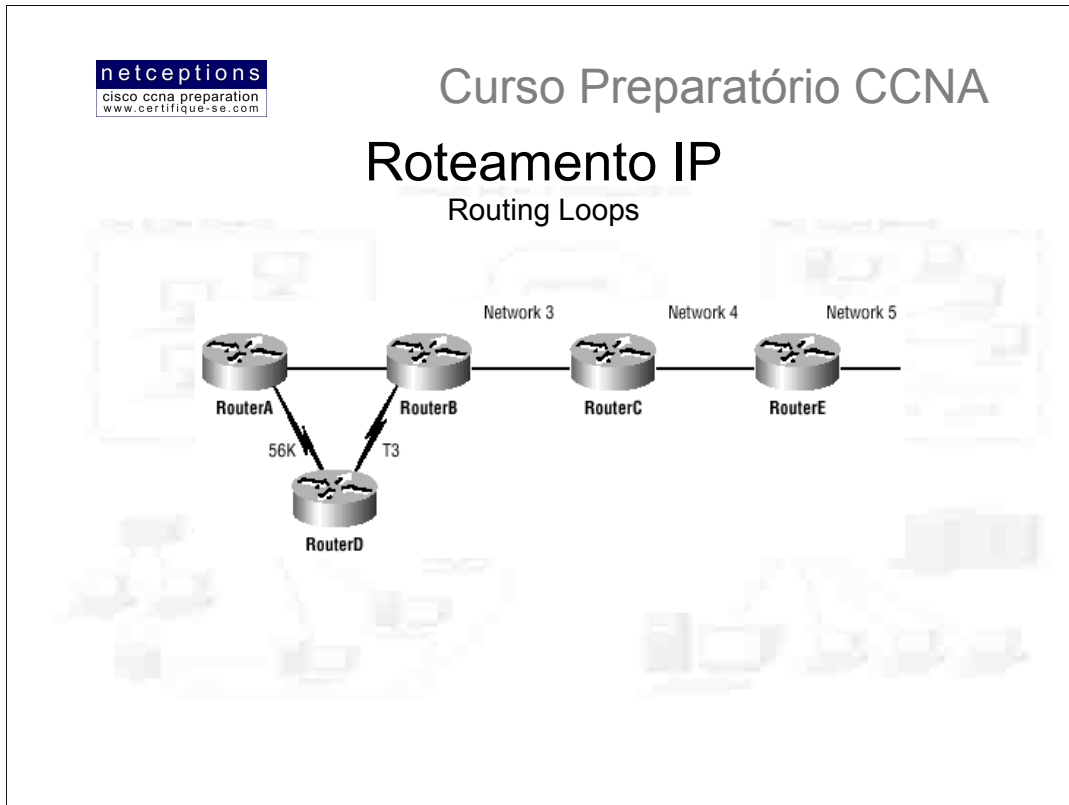 netceptions
cisco ccna preparation
www.certifique-se.com
Curso Preparatório CCNA
Roteamento IP
Routing Loops
Network 3
Network 4
Network 5
RouterA
RouterB
RouterC
RouterE
56K
T3
RouterD